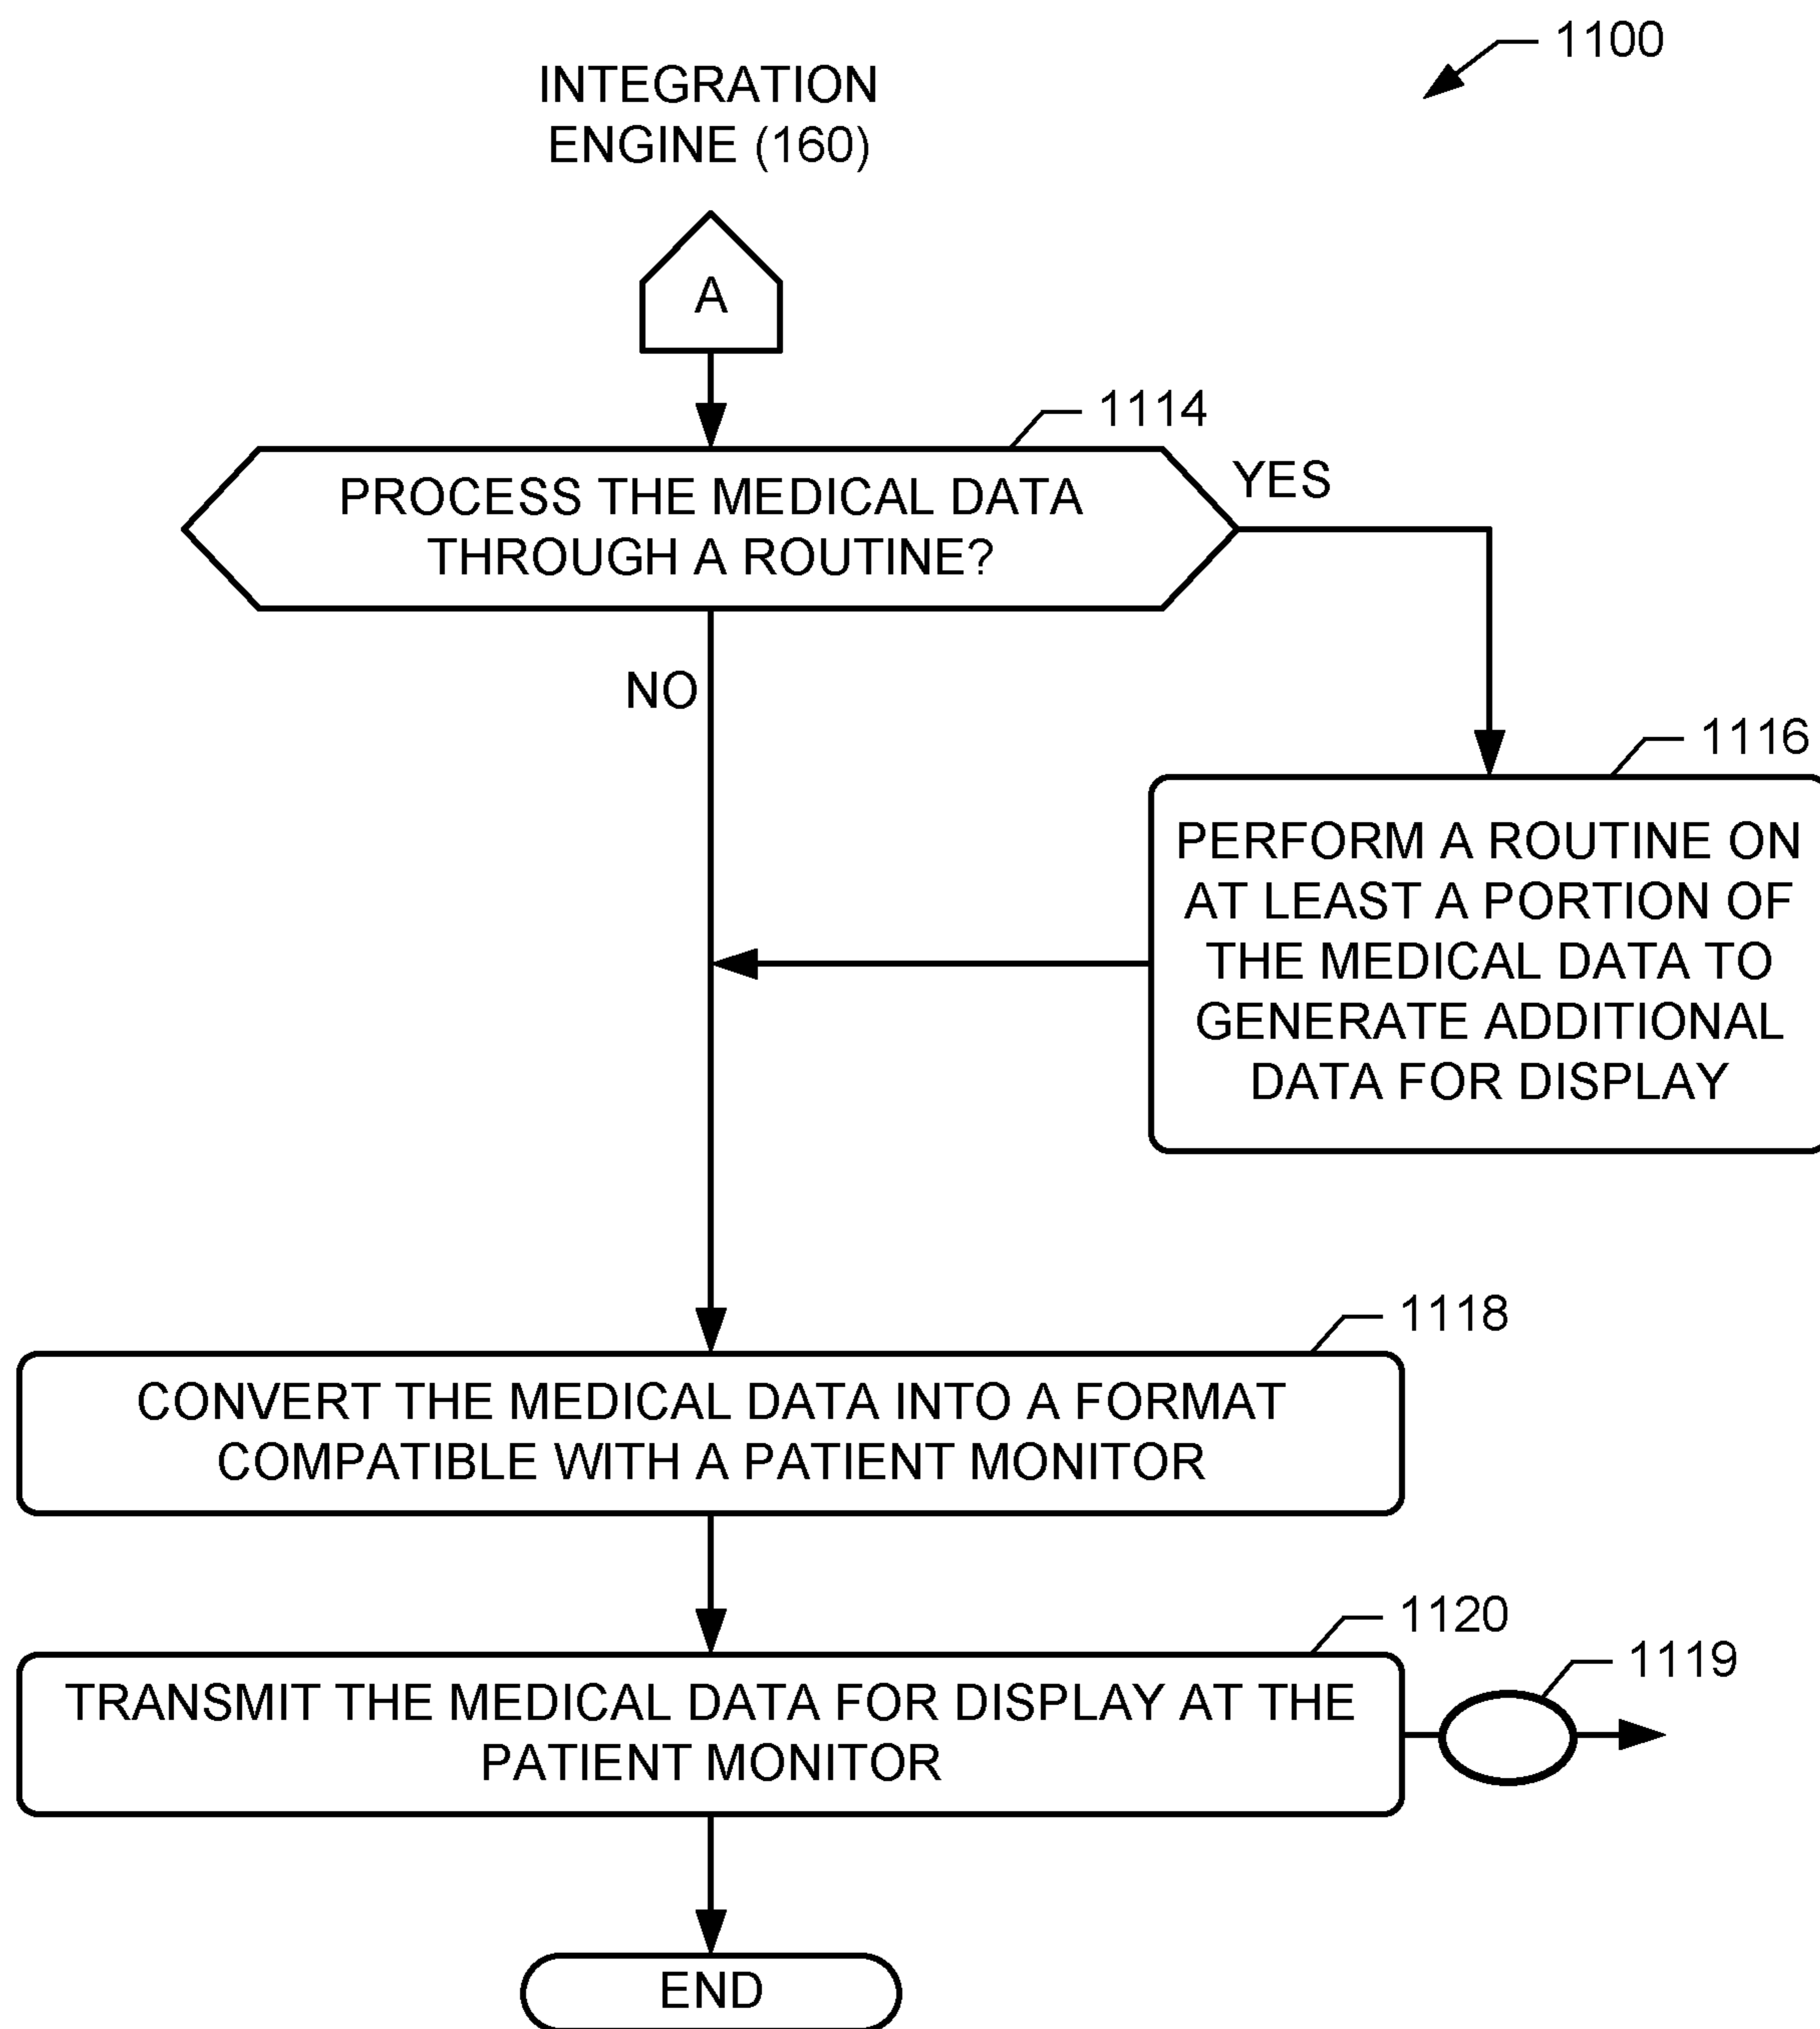 1100
INTEGRATION
ENGINE (160)
A
1114
PROCESS THE MEDICAL DATA
THROUGH A ROUTINE?
YES
NO
1116
PERFORM A ROUTINE ON
AT LEAST A PORTION OF
THE MEDICAL DATA TO
GENERATE ADDITIONAL
DATA FOR DISPLAY
1118
CONVERT THE MEDICAL DATA INTO A FORMAT
COMPATIBLE WITH A PATIENT MONITOR
1120
1119
TRANSMIT THE MEDICAL DATA FOR DISPLAY AT THE
PATIENT MONITOR
END